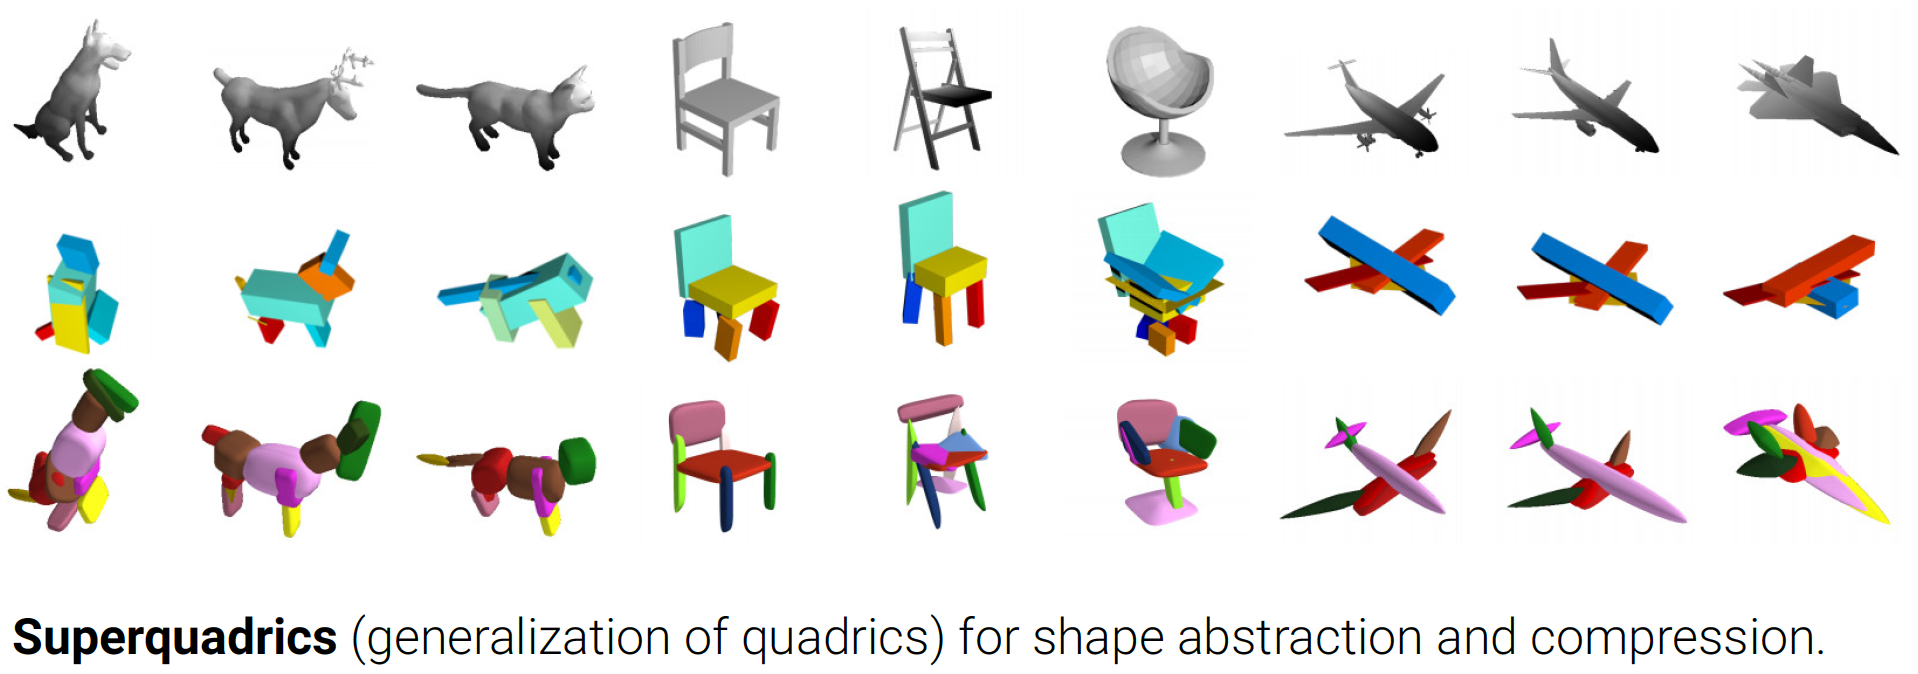 Superquadrics (generalization of quadrics) for shape abstraction and compression.